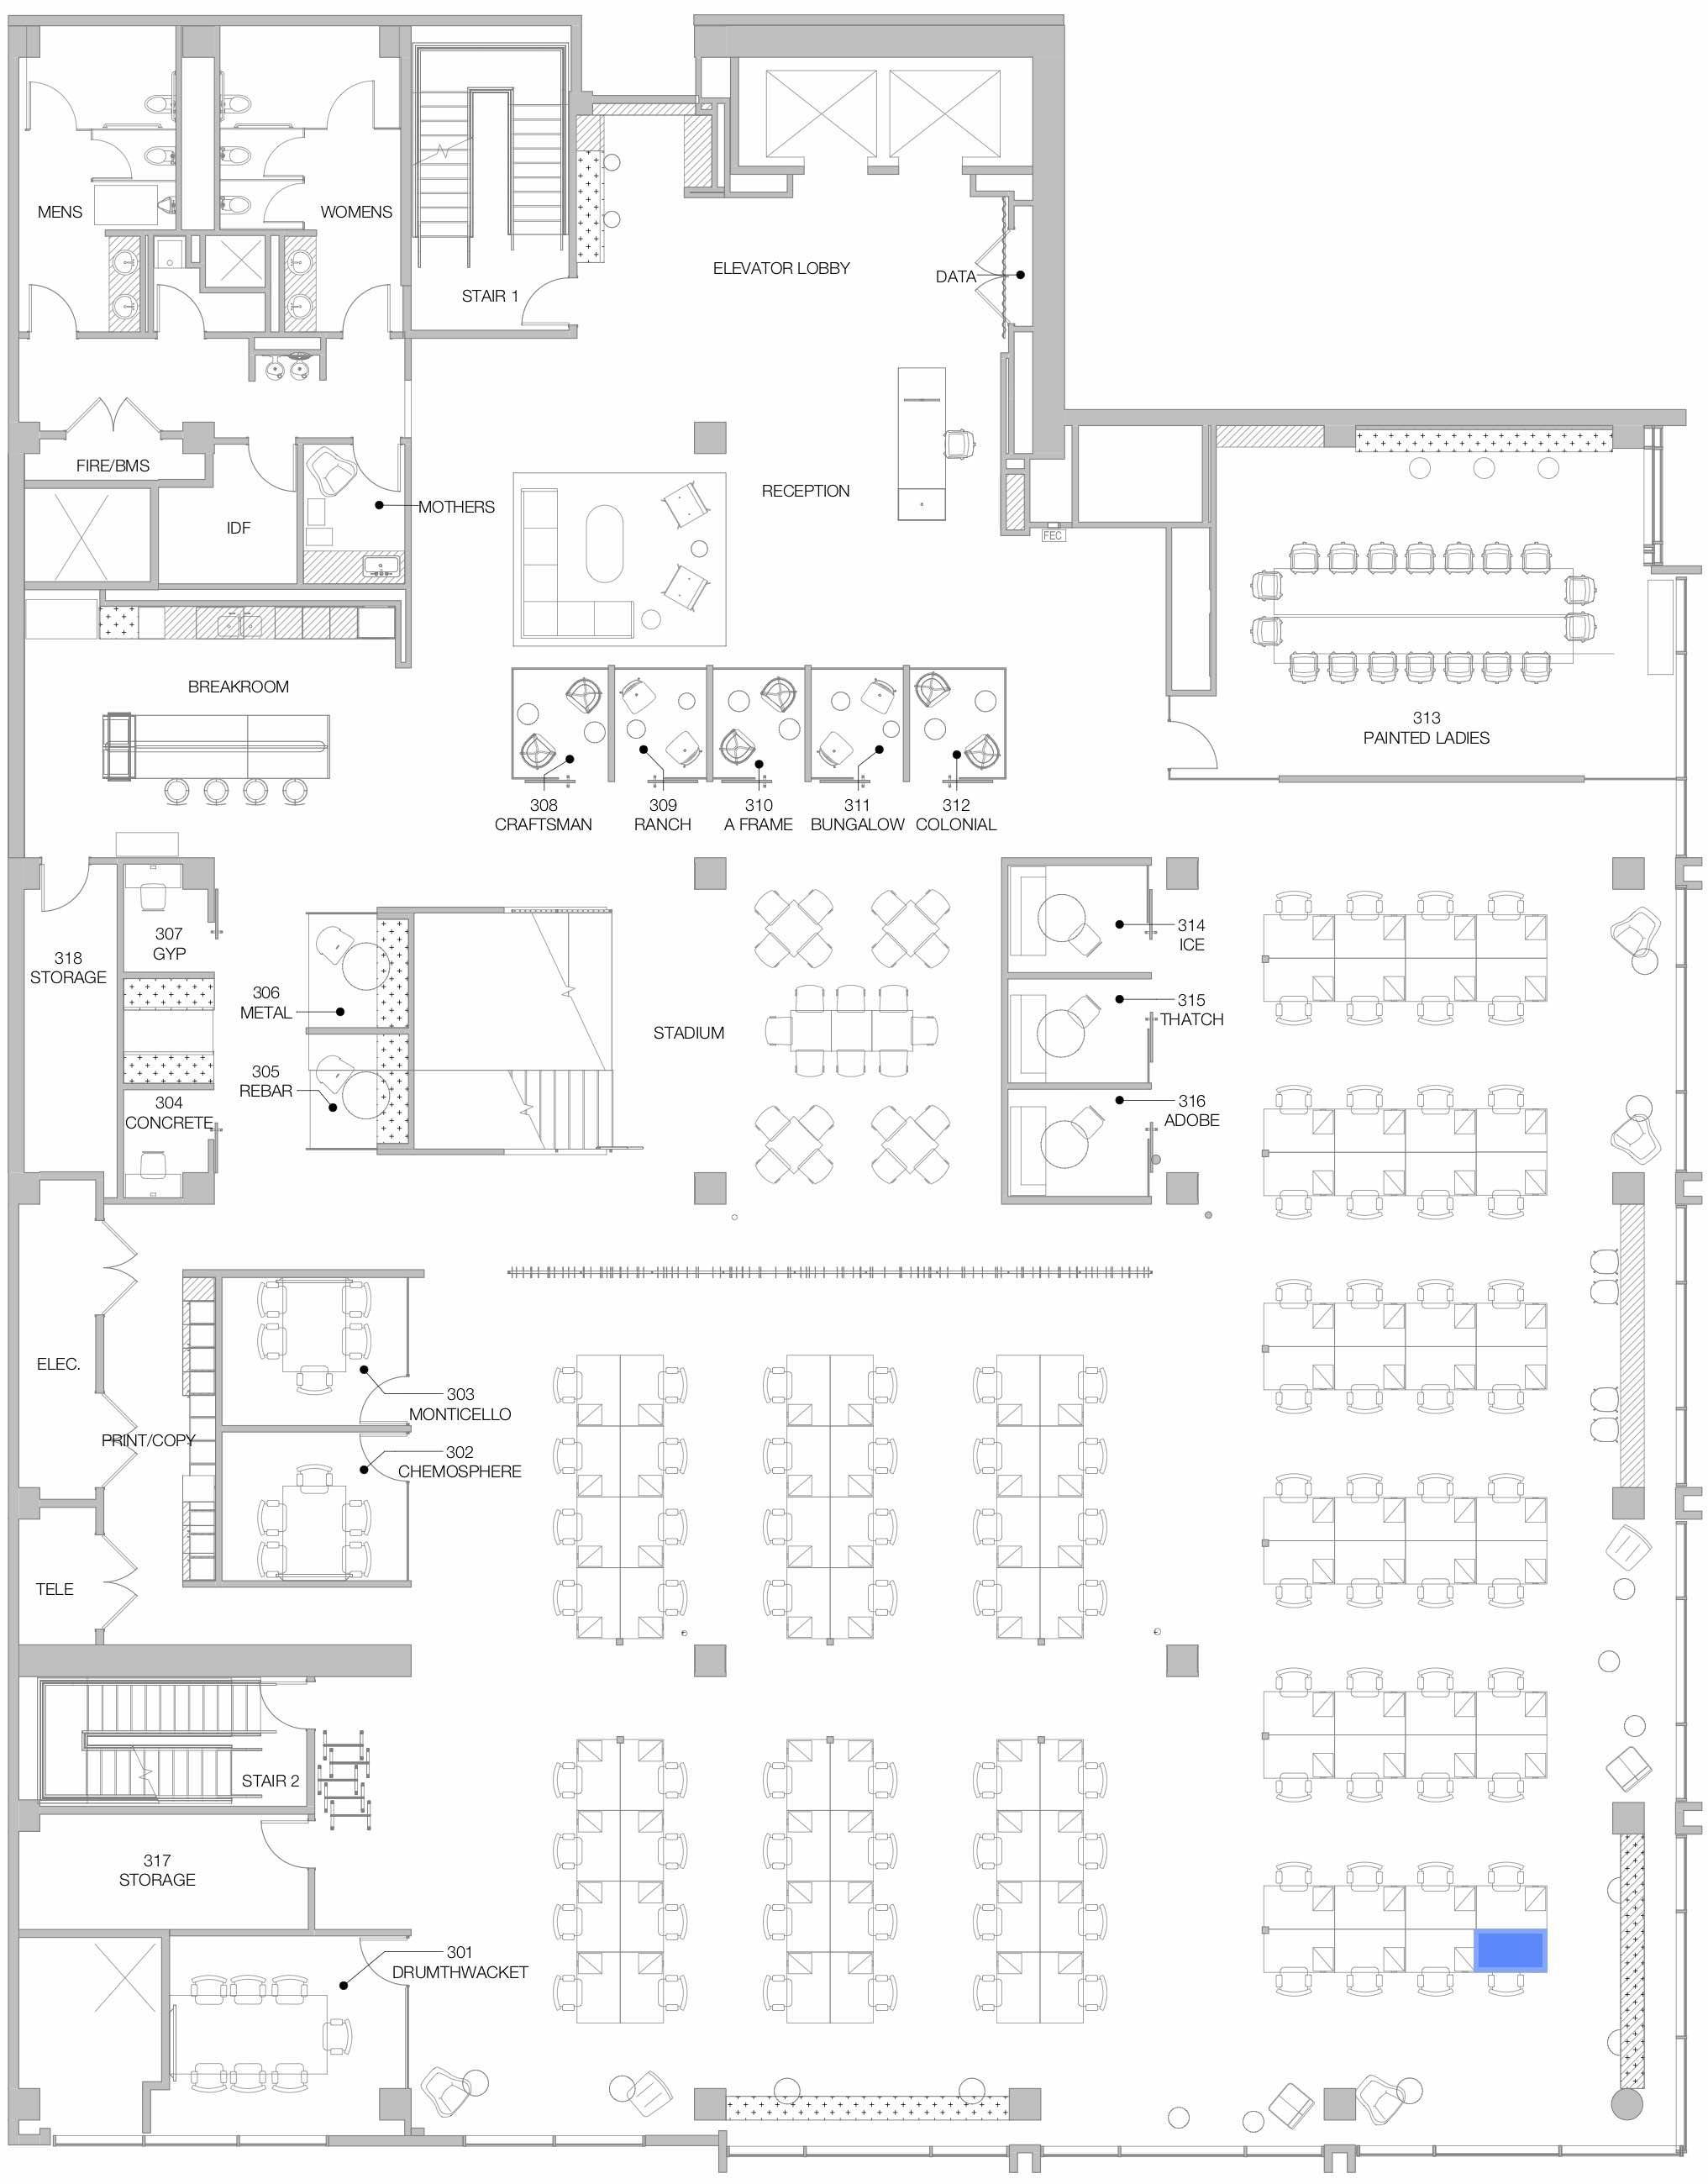 MENS
WOMENS
STAIR 1
ELEVATOR LOBBY
DATA
FIRE/BMS
IDF
MOTHERS
RECEPTION
FEC
BREAKROOM
313
PAINTED LADIES
308
CRAFTSMAN
309
RANCH
310
A FRAME
311
BUNGALOW
312
COLONIAL
307
GYP
318
STORAGE
306
METAL
305
REBAR
304
CONCRETE
STADIUM
314
ICE
315
THATCH
316
ADOBE
ELEC.
303
MONTICELLO
PRINT/COPY
302
CHEMOSPHERE
TELE
STAIR 2
317
STORAGE
301
DRUMTHWACKET